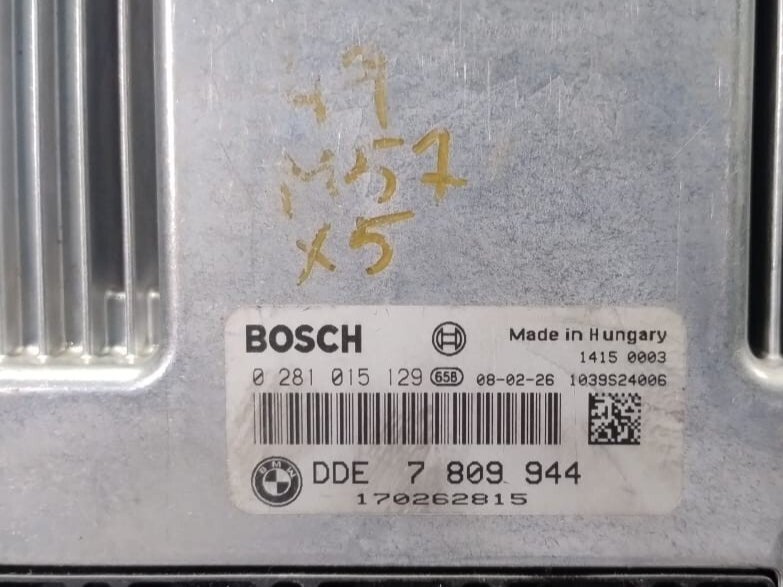 M57
X5
BOSCH
Made in Hungary
1415 0003
0 281 015 129 658 08-02-26 1039S24006
BMW
DDE 7 809 944
170262815